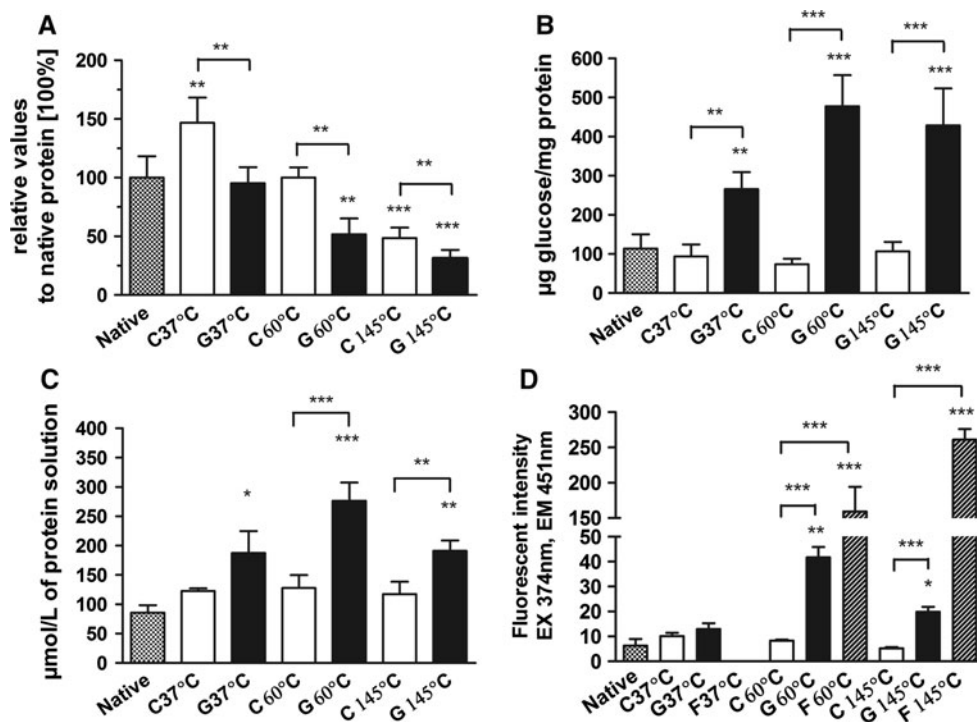 A
relative values
to native protein [100%]
200
150
100
50
0
**
**
**
**
**
***
**
***
Native
C37°C
G37°C
C 60°C
G 60°C
C 145°C
G 145°C
B
µg glucose/mg protein
600
500
400
300
200
100
0
**
**
***
***
***
***
Native
C37°C
G37°C
C 60°C
G 60°C
G 145°C
G 145°C
C
µmol/L of protein solution
400
350
300
250
200
150
100
50
0
*
***
***
**
**
Native
C37°C
G37°C
C 60°C
G 60°C
C 145°C
G 145°C
D
Fluorescent intensity
EX 374nm, EM 451nm
300
250
200
150
50
40
30
20
10
0
***
**
***
***
***
*
***
***
Native
C37°C
G37°C
F37°C
C 60°C
G 60°C
F 60°C
C 145°C
G 145°C
F 145°C